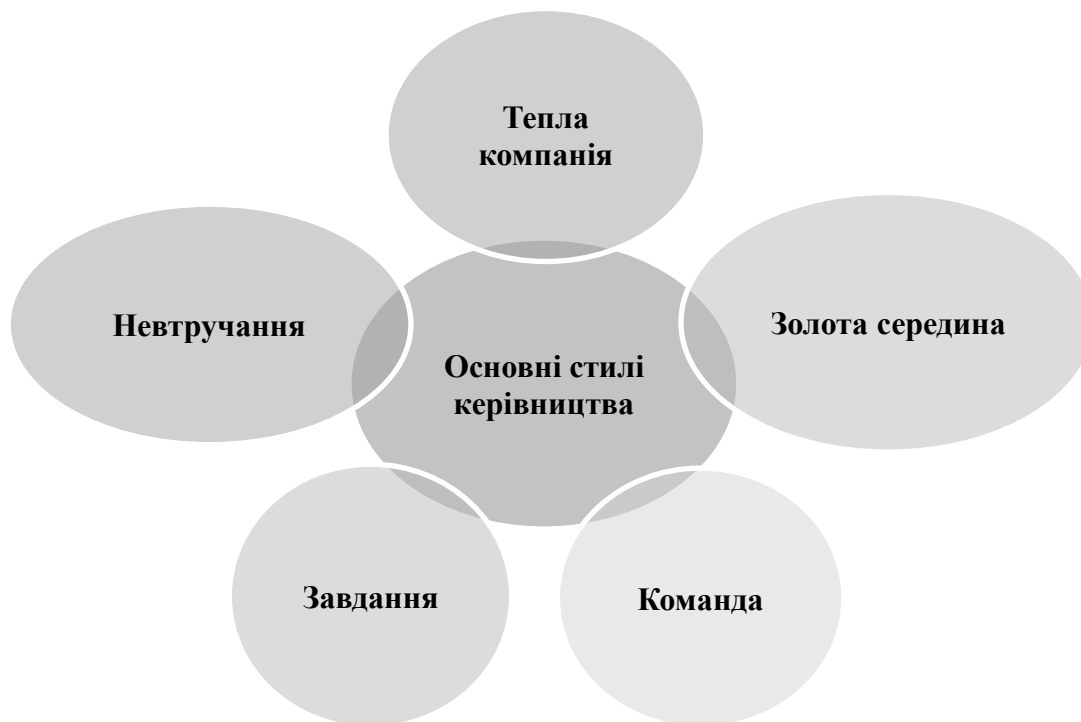 Тепла
компанія
Невтручання
Золота середина
Основні стилі
керівництва
Завдання
Команда